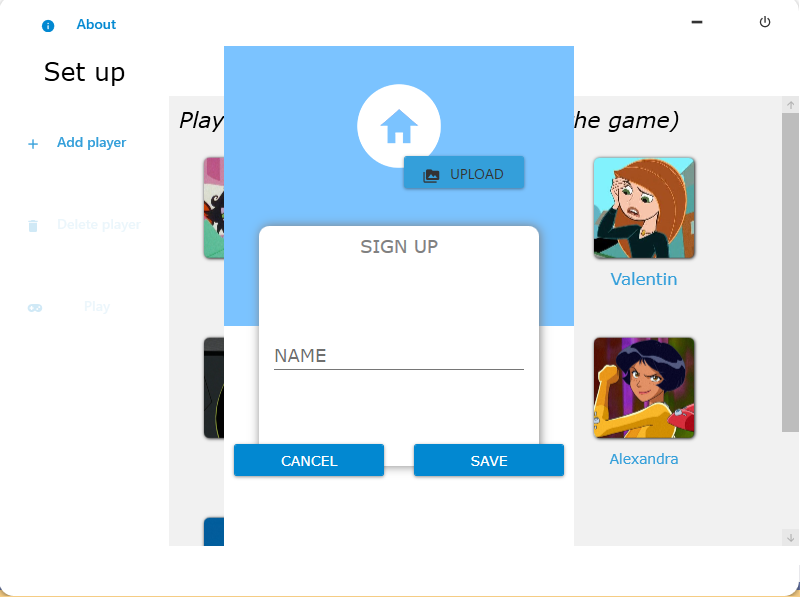 About
Set up
Play
he game)
Add player
UPLOAD
Delete player
SIGN UP
Valentin
Play
NAME
CANCEL
SAVE
Alexandra